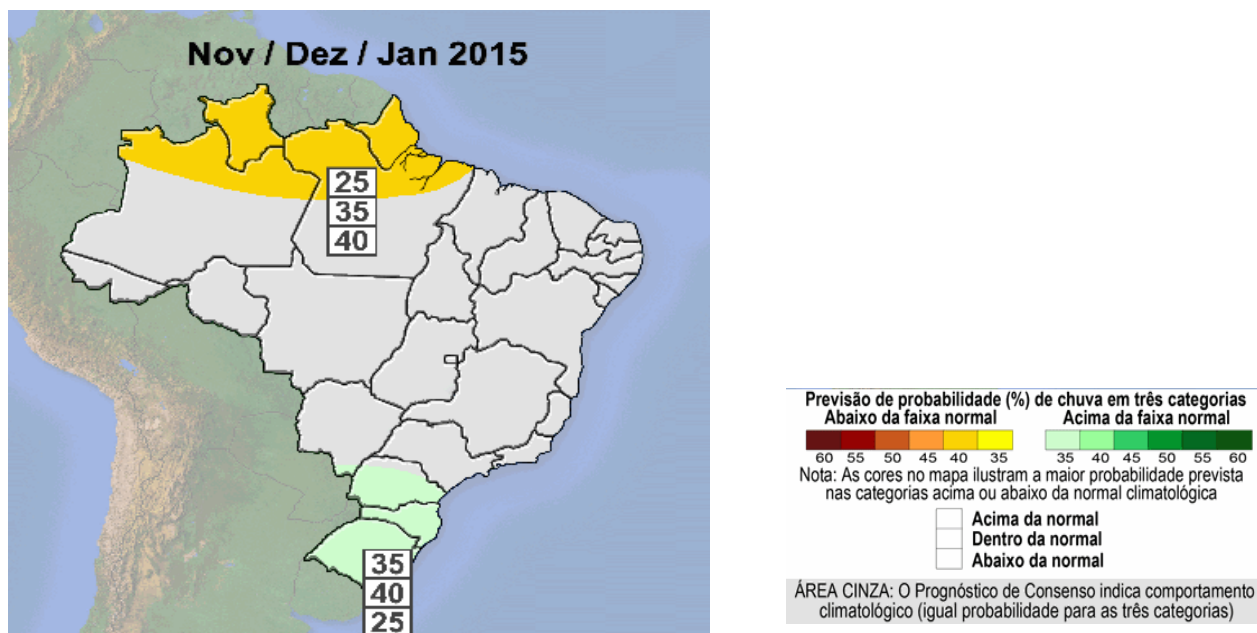 Nov / Dez / Jan 2015
25
35
40
35
40
25
Previsão de probabilidade (%) de chuva em três categorias
Abaixo da faixa normal Acima da faixa normal
60 55 50 45 40 35 35 40 45 50 55 60
Nota: As cores no mapa ilustram a maior probabilidade prevista
nas categorias acima ou abaixo da normal climatológica
Acima da normal
Dentro da normal
Abaixo da normal
ÁREA CINZA: O Prognóstico de Consenso indica comportamento
climatológico (igual probabilidade para as três categorias)